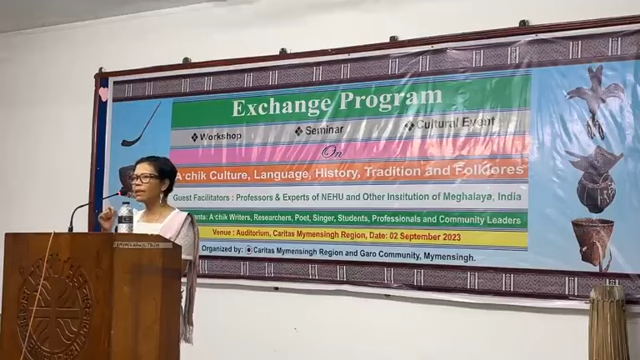 Exchange Program
❖ Workshop ❖ Seminar ❖ Cultural Event
On
A·chik Culture, Language, History, Tradition and Folklores
Guest Facilitators : Professors & Experts of NEHU and Other Institution of Meghalaya, India
A·chik Writers, Researchers, Poet, Singer, Students, Professionals and Community Leaders
Venue : Auditorium, Caritas Mymensingh Region, Date: 02 September 2023
Organized by: Caritas Mymensingh Region and Garo Community, Mymensingh.